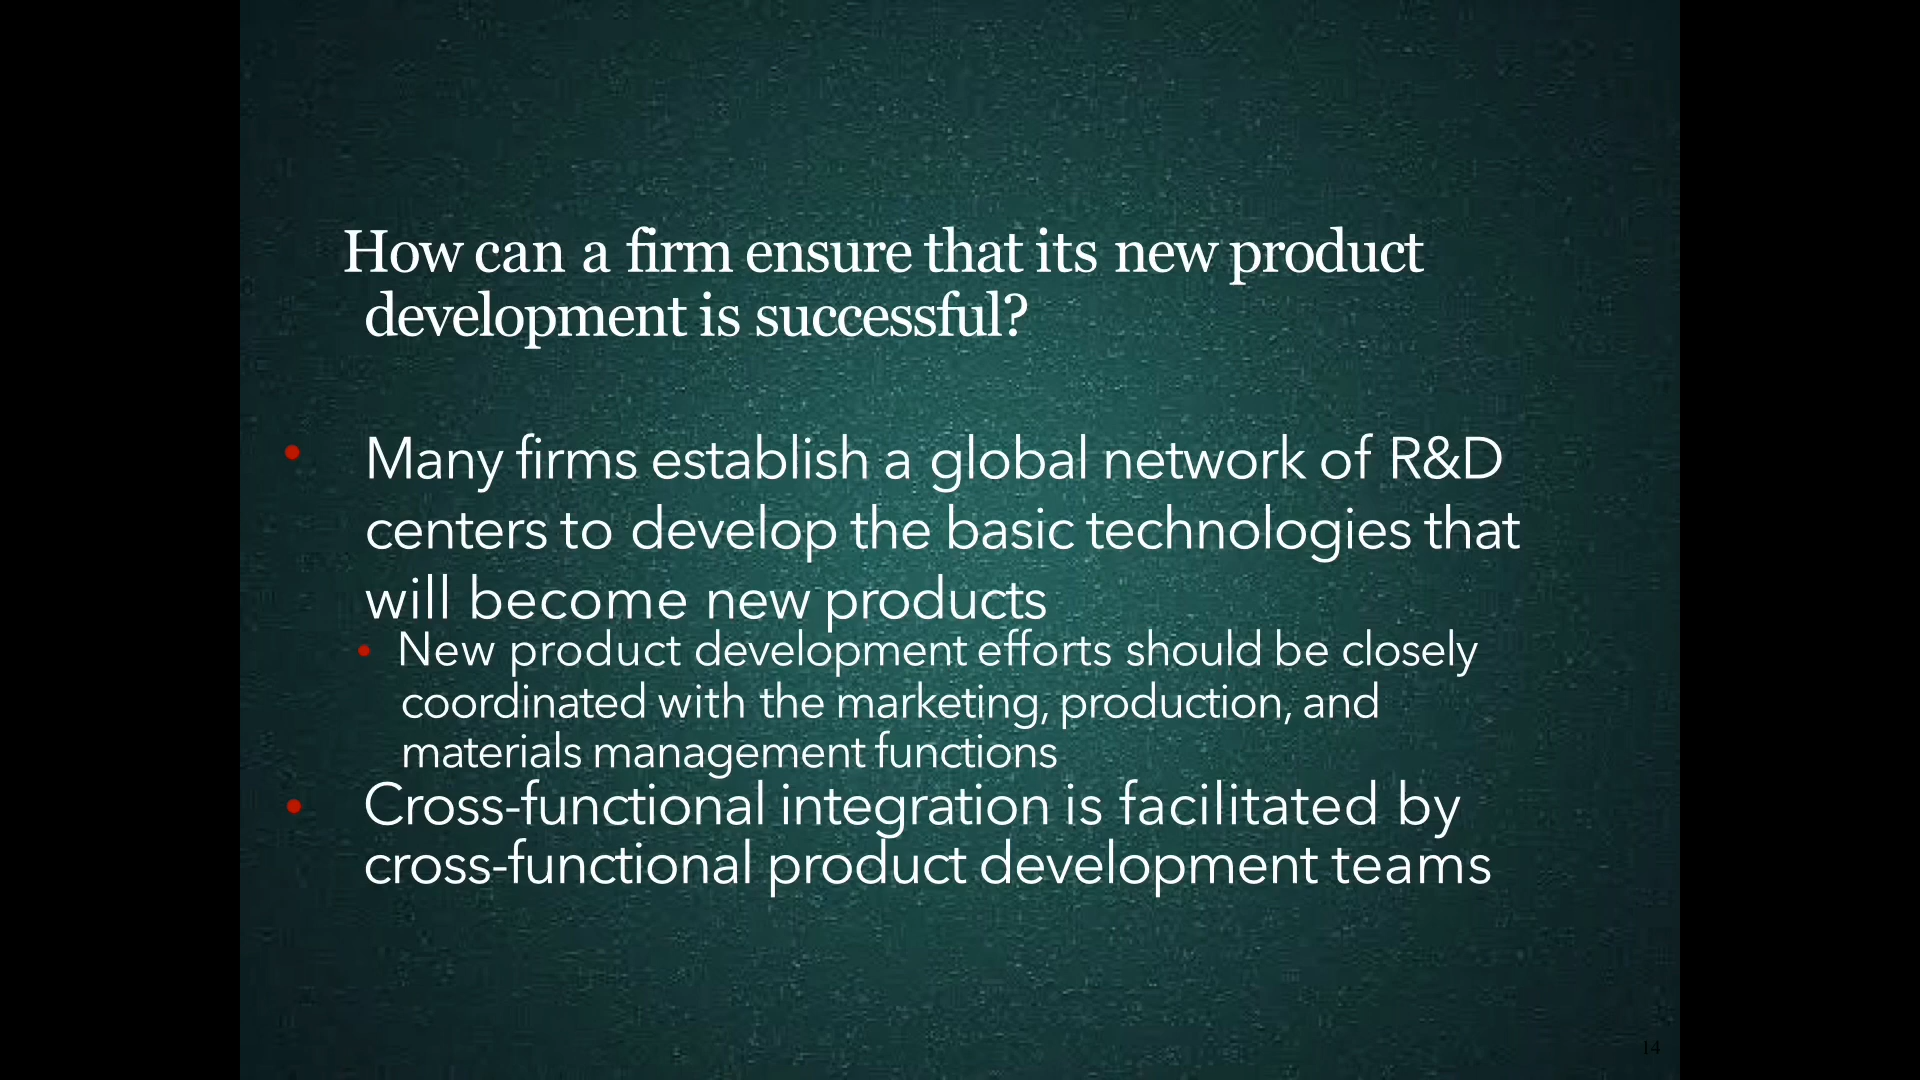 How can a firm ensure that its new product
development is successful?
• Many firms establish a global network of R&D
centers to develop the basic technologies that
will become new products
• New product development efforts should be closely
coordinated with the marketing, production, and
materials management functions
• Cross-functional integration is facilitated by
cross-functional product development teams
14